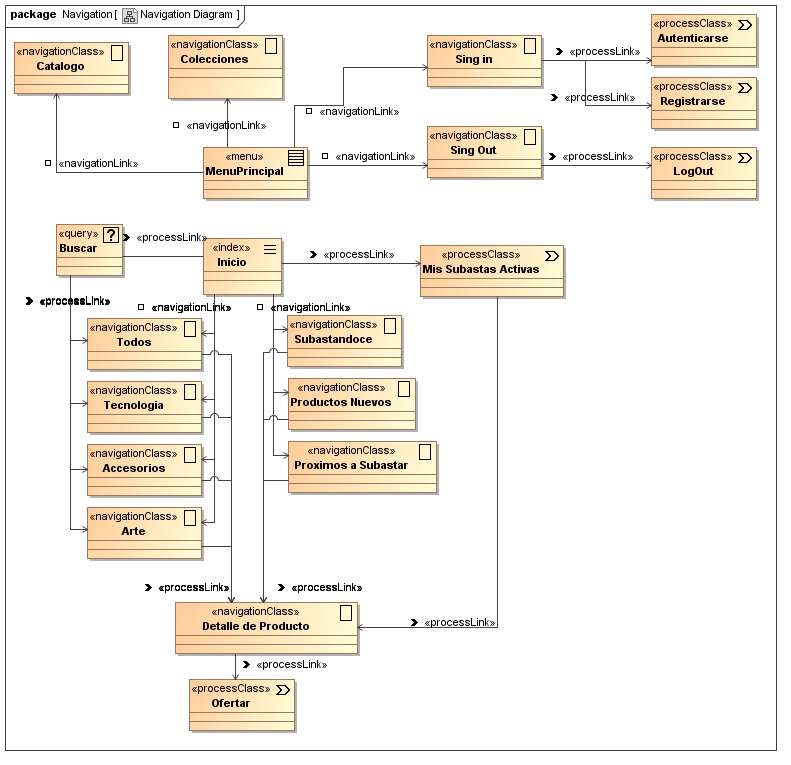 package Navigation [ Navigation Diagram ]
«navigationClass»
Catalogo
«navigationClass»
Colecciones
«navigationClass»
Sing in
«processLink»
«processClass»
Autenticarse
«processLink»
«processClass»
Registrarse
«navigationLink»
«navigationLink»
«navigationLink»
«menu»
MenuPrincipal
«navigationLink»
«navigationClass»
Sing Out
«processLink»
«processClass»
LogOut
«query»
Buscar
?
«processLink»
«index»
Inicio
«processLink»
«processClass»
Mis Subastas Activas
«processLink»
«navigationLink»
«navigationLink»
«navigationClass»
Todos
«navigationClass»
Subastandoce
«navigationClass»
Tecnologia
«navigationClass»
Productos Nuevos
«navigationClass»
Accesorios
«navigationClass»
Proximos a Subastar
«navigationClass»
Arte
«processLink»
«processLink»
«navigationClass»
Detalle de Producto
«processLink»
«processLink»
«processClass»
Ofertar